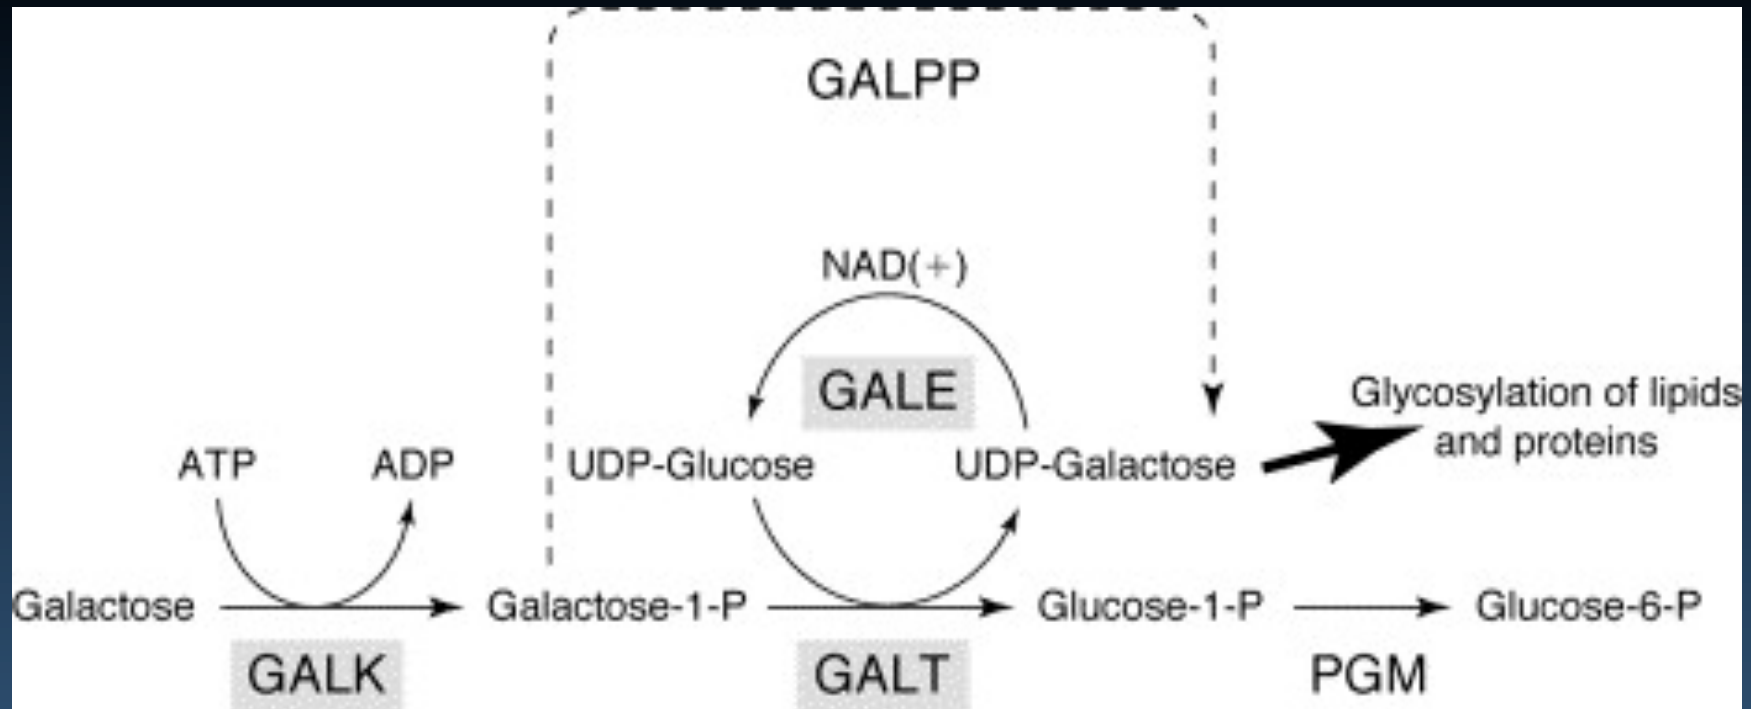 GALPP
NAD(+)
GALE
Glycosylation of lipids
and proteins
ATP
ADP
UDP-Glucose
UDP-Galactose
Galactose
Galactose-1-P
Glucose-1-P
Glucose-6-P
GALK
GALT
PGM